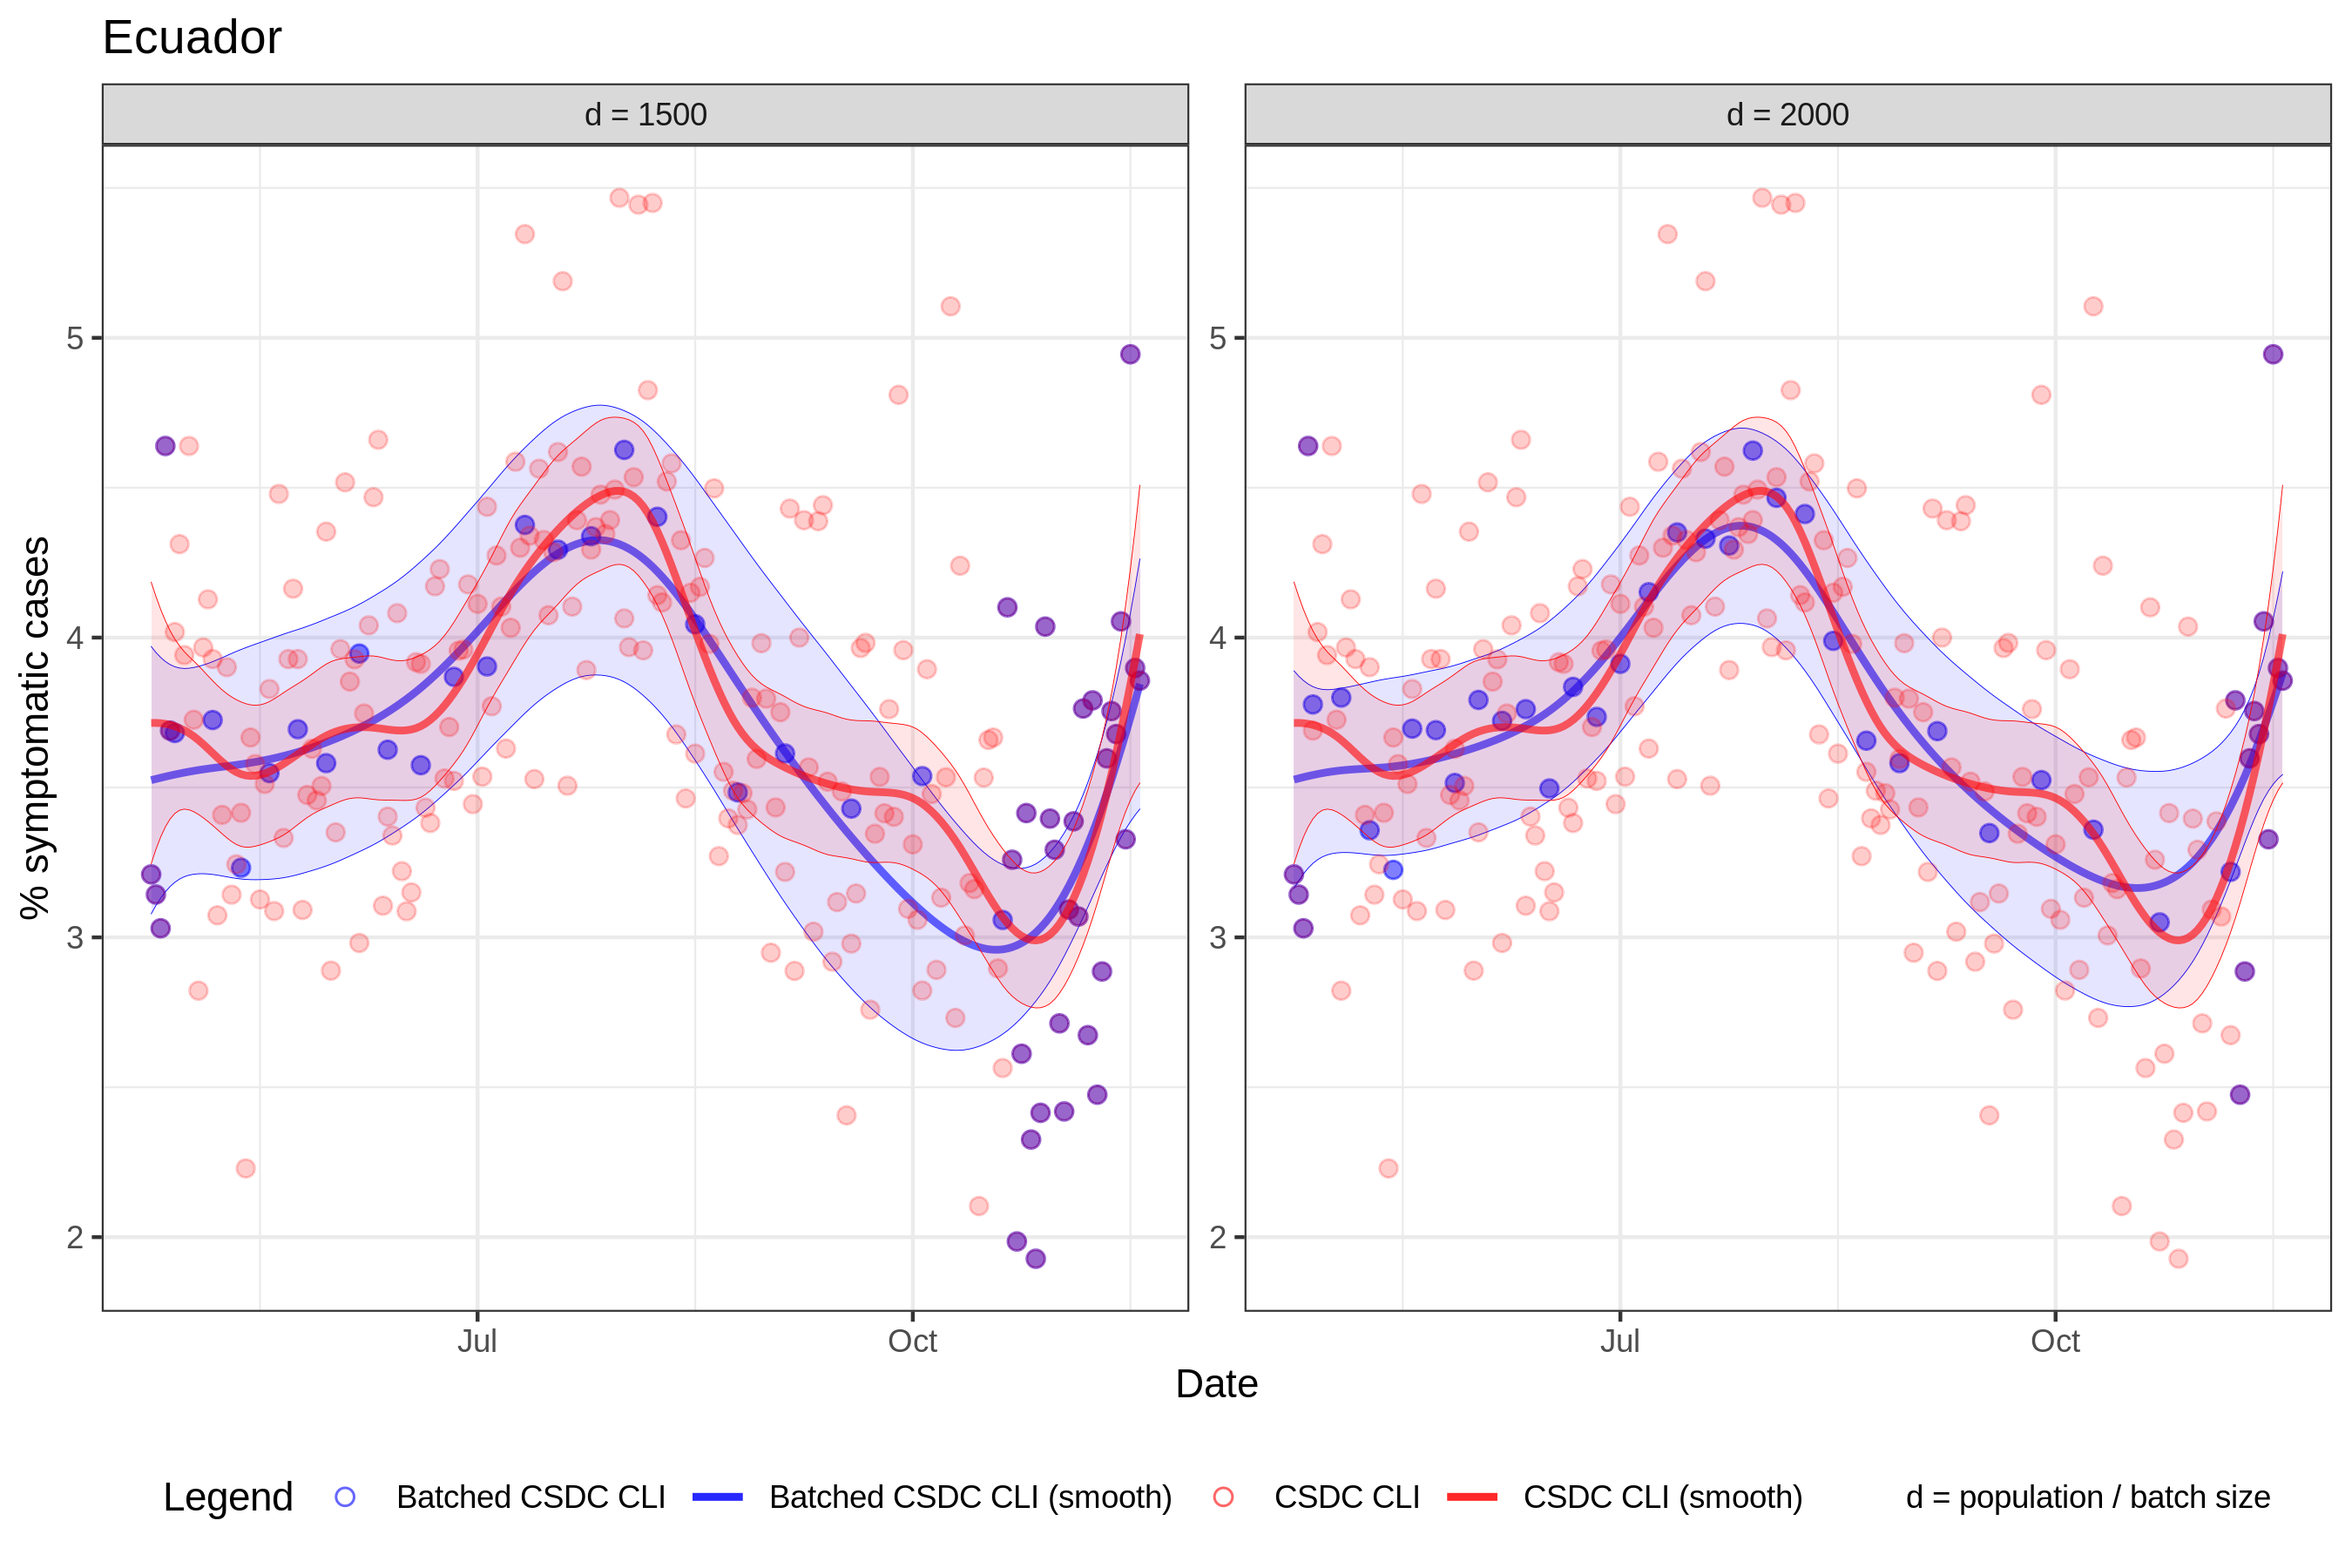 Ecuador
d = 1500
d = 2000
% symptomatic cases
5
4
3
2
5
4
3
2
Jul
Oct
Jul
Oct
Date
Legend
Batched CSDC CLI
Batched CSDC CLI (smooth)
CSDC CLI
CSDC CLI (smooth)
d = population / batch size